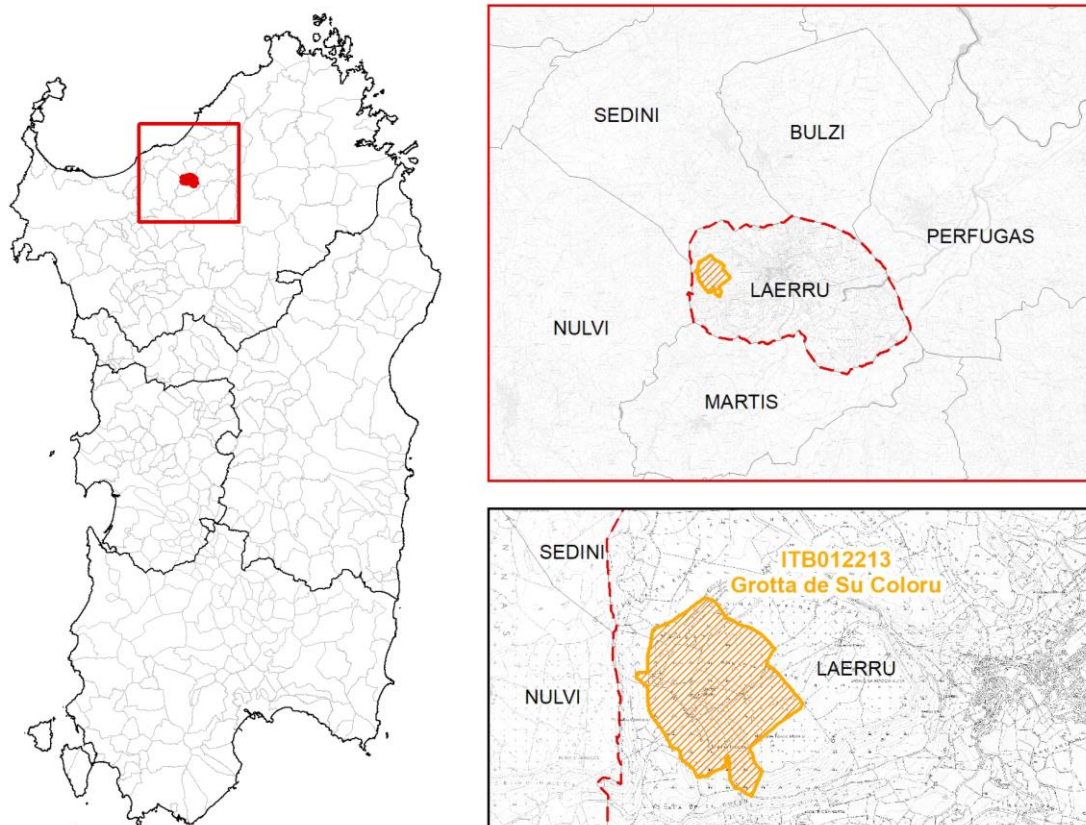 SEDINI
BULZI
PERFUGAS
LAERRU
NULVI
MARTIS
SEDINI
ITB012213
Grotta de Su Coloru
LAERRU
NULVI